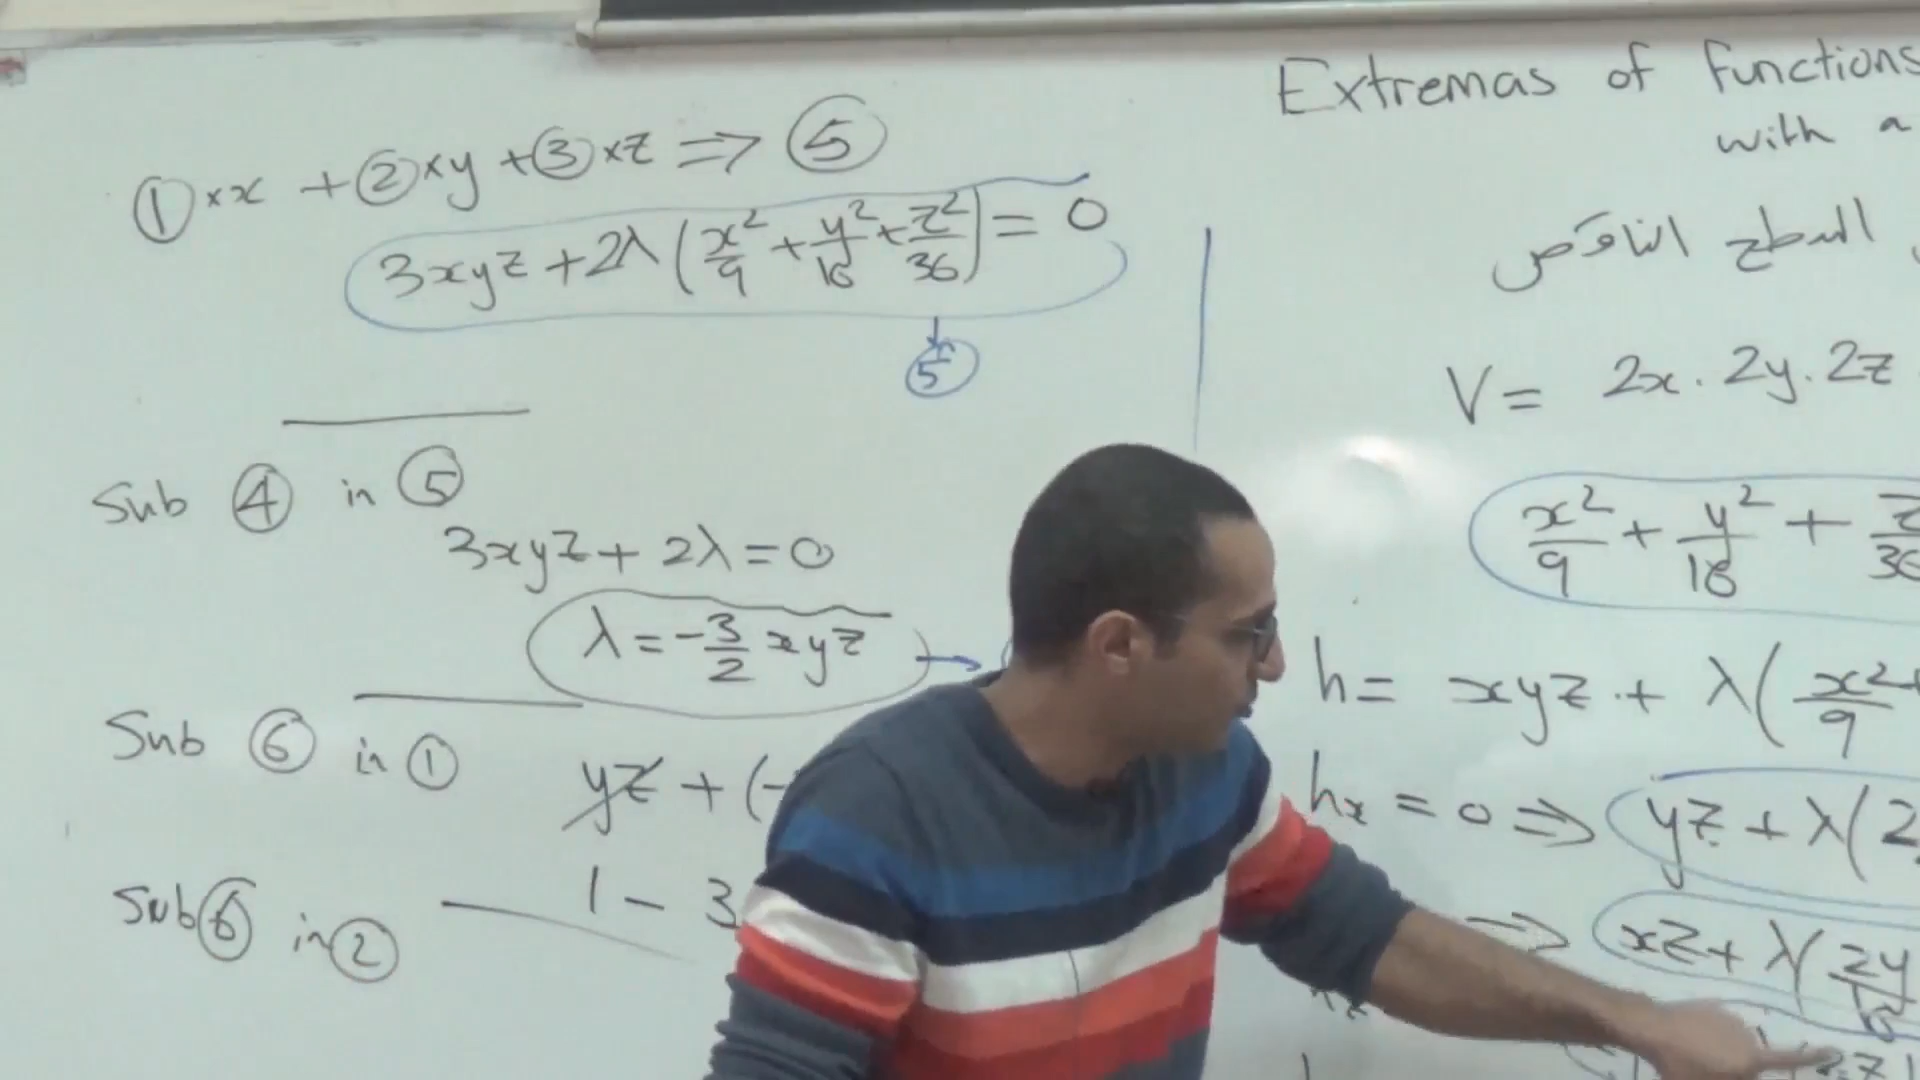 ① × x + ② × y + ③ × z ⇒ ⑤
3xyz + 2λ(x²/9 + y²/16 + z²/36) = 0
⑤
Sub ④ in ⑤
3xyz + 2λ = 0
λ = -3/2 xyz
Sub ⑥ in ①
yz + (-
1 - 3
Sub ⑥ in ②
Extremas of functions
with a
السطح الناقص
V = 2x . 2y . 2z
x²/9 + y²/16 + z
h = xyz + λ(x²/9 +
hx = 0 ⇒ yz + λ(2
⇒ xz + λ(2y/16
2z